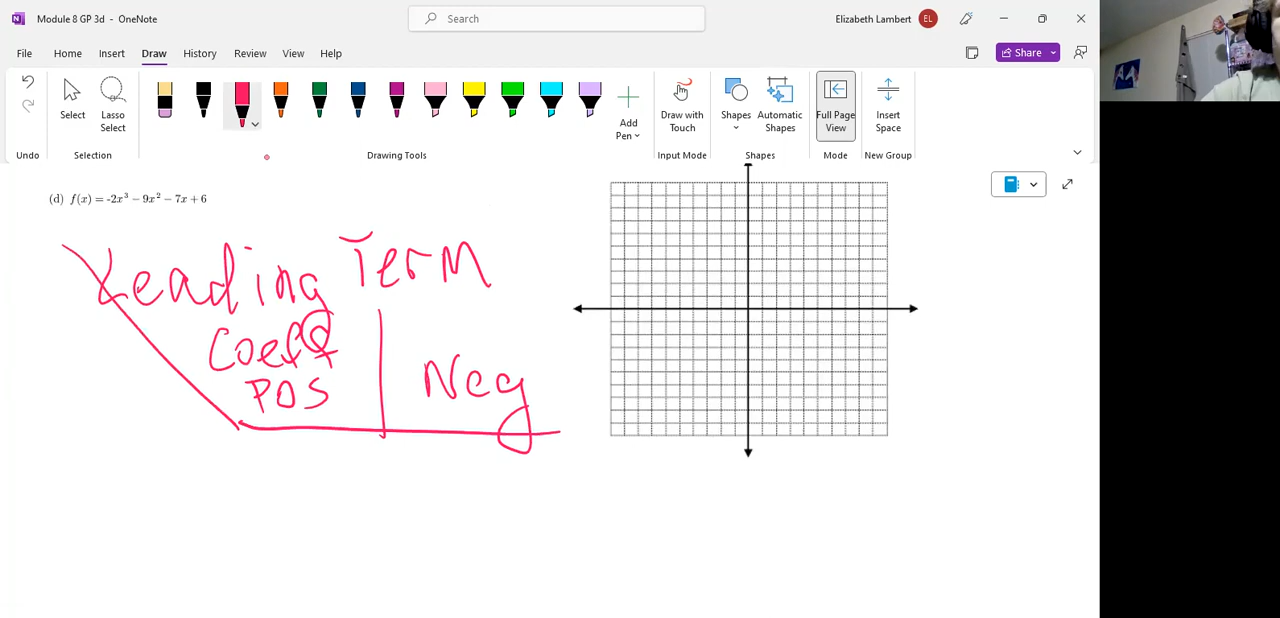 Module 8 GP 3d - OneNote
Search
Elizabeth Lambert EL
File Home Insert Draw History Review View Help
Share
Undo
Select
Lasso Select
Selection
Add Pen
Drawing Tools
Draw with Touch
Input Mode
Shapes
Automatic Shapes
Shapes
Full Page View
Mode
Insert Space
New Group
(d) f(x) = -2x³ − 9x² − 7x + 6
Leading Term
Coeff
POS
Neg